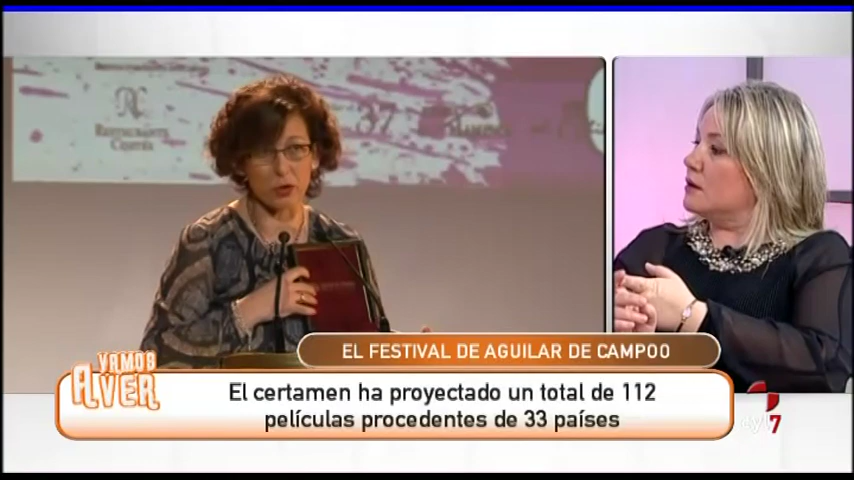 RESTAURANTE
37
EL FESTIVAL DE AGUILAR DE CAMPOO
VAMOS
A VER
El certamen ha proyectado un total de 112
películas procedentes de 33 países
cyl7